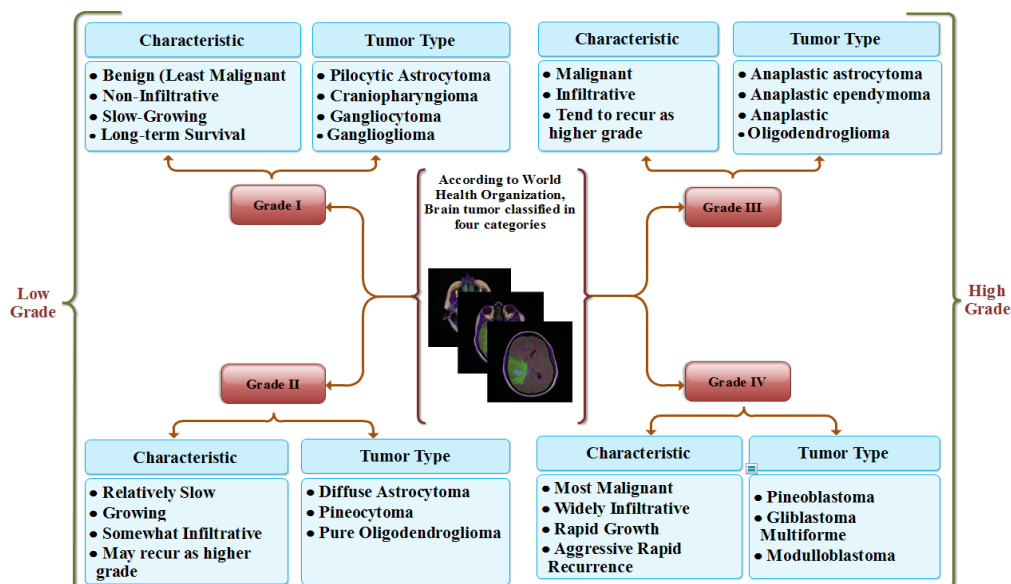 Characteristic
● Benign (Least Malignant
● Non-Infiltrative
● Slow-Growing
● Long-term Survival
Tumor Type
● Pilocytic Astrocytoma
● Craniopharyngioma
● Gangliocytoma
● Ganglioglioma
Grade I
Characteristic
● Malignant
● Infiltrative
● Tend to recur as
higher grade
Tumor Type
● Anaplastic astrocytoma
● Anaplastic ependymoma
● Anaplastic
● Oligodendroglioma
Grade III
According to World
Health Organization,
Brain tumor classified in
four categories
Low
Grade
High
Grade
Grade II
Characteristic
● Relatively Slow
● Growing
● Somewhat Infiltrative
● May recur as higher
grade
Tumor Type
● Diffuse Astrocytoma
● Pineocytoma
● Pure Oligodendroglioma
Grade IV
Characteristic
● Most Malignant
● Widely Infiltrative
● Rapid Growth
● Aggressive Rapid
Recurrence
Tumor Type
● Pineoblastoma
● Gliblastoma
Multiforme
● Modulloblastoma